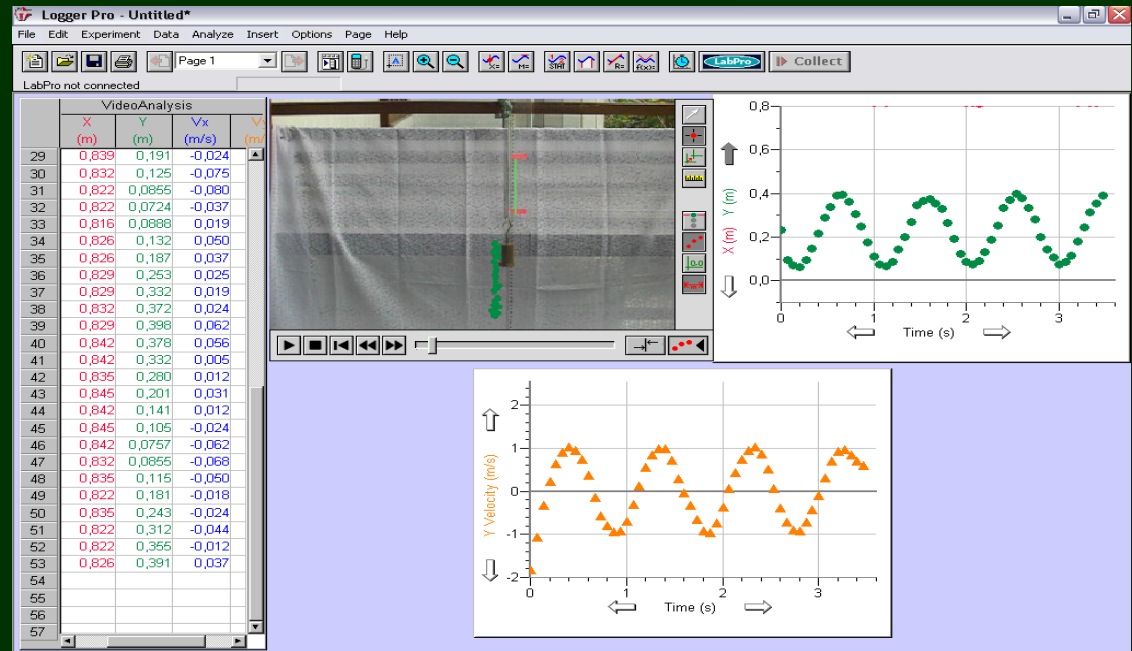 Logger Pro - Untitled*
File Edit Experiment Data Analyze Insert Options Page Help
Page 1
X= M= STAT R= f(x)= LabPro Collect
LabPro not connected
VideoAnalysis
X Y Vx Vy
(m) (m) (m/s) (m/
29 0,839 0,191 -0,024
30 0,832 0,125 -0,075
31 0,822 0,0855 -0,080
32 0,822 0,0724 -0,037
33 0,816 0,0888 0,019
34 0,826 0,132 0,050
35 0,826 0,187 0,037
36 0,829 0,253 0,025
37 0,829 0,332 0,019
38 0,832 0,372 0,024
39 0,829 0,398 0,062
40 0,842 0,378 0,056
41 0,842 0,332 0,005
42 0,835 0,280 0,012
43 0,845 0,201 0,031
44 0,842 0,141 0,012
45 0,842 0,105 -0,024
46 0,842 0,0757 -0,062
47 0,832 0,0855 -0,068
48 0,835 0,115 -0,050
49 0,822 0,181 -0,018
50 0,835 0,243 -0,024
51 0,822 0,312 -0,044
52 0,822 0,355 -0,012
53 0,826 0,391 0,037
54
55
56
57
0,8
0,6
0,4
0,2
0,0
X (m) Y (m)
0 1 2 3
Time (s)
2
1
0
-1
-2
Y Velocity (m/s)
0 1 2 3
Time (s)